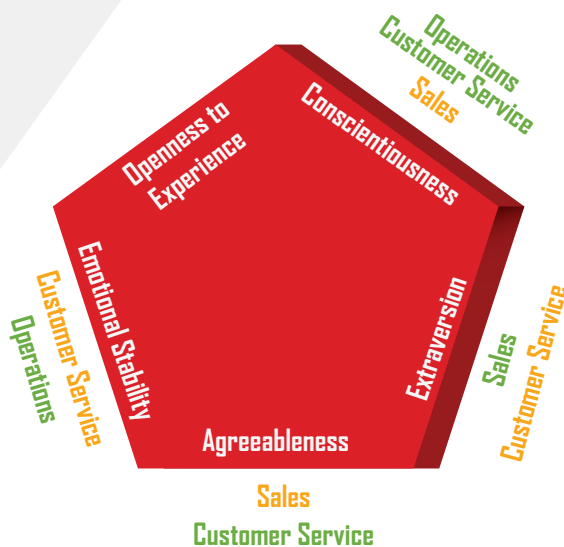 Operations
Customer Service
Sales
Openness to
Experience
Conscientiousness
Emotional Stability
Customer Service
Operations
Extraversion
Sales
Customer Service
Agreeableness
Sales
Customer Service